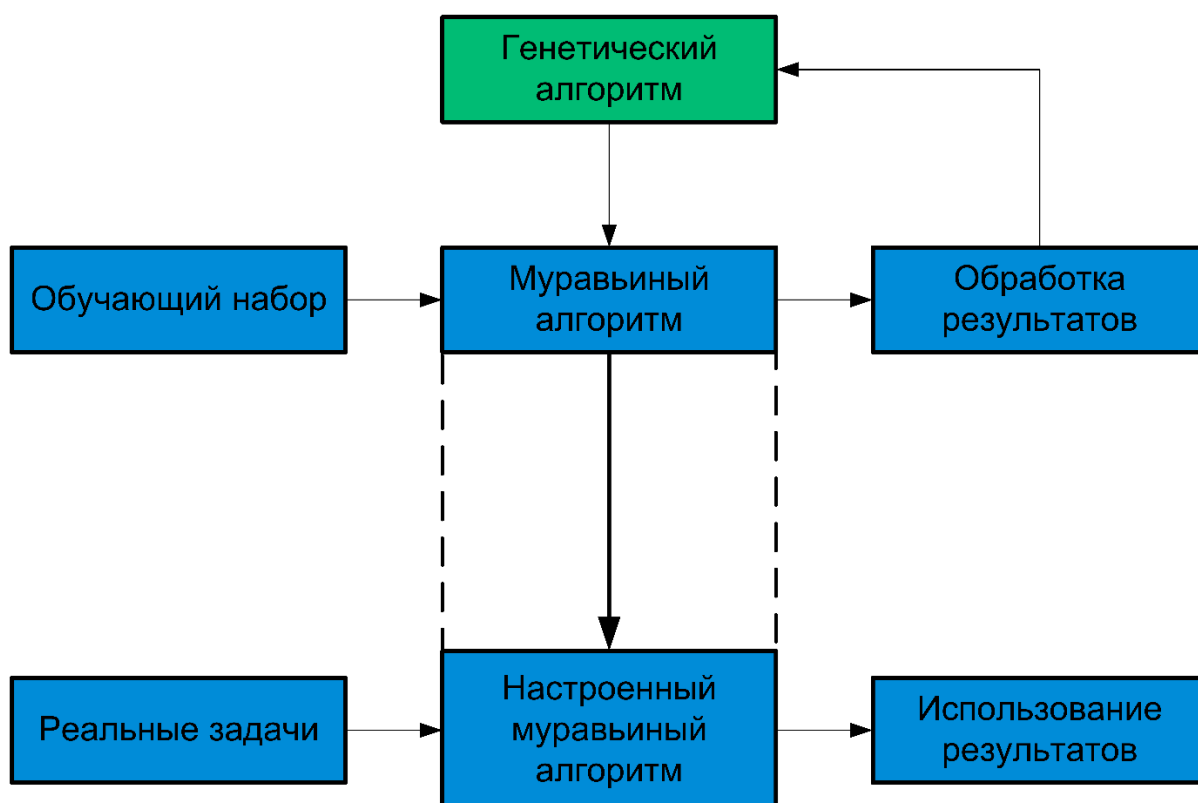 Генетический
алгоритм
Обучающий набор
Муравьиный
алгоритм
Обработка
результатов
Реальные задачи
Настроенный
муравьиный
алгоритм
Использование
результатов